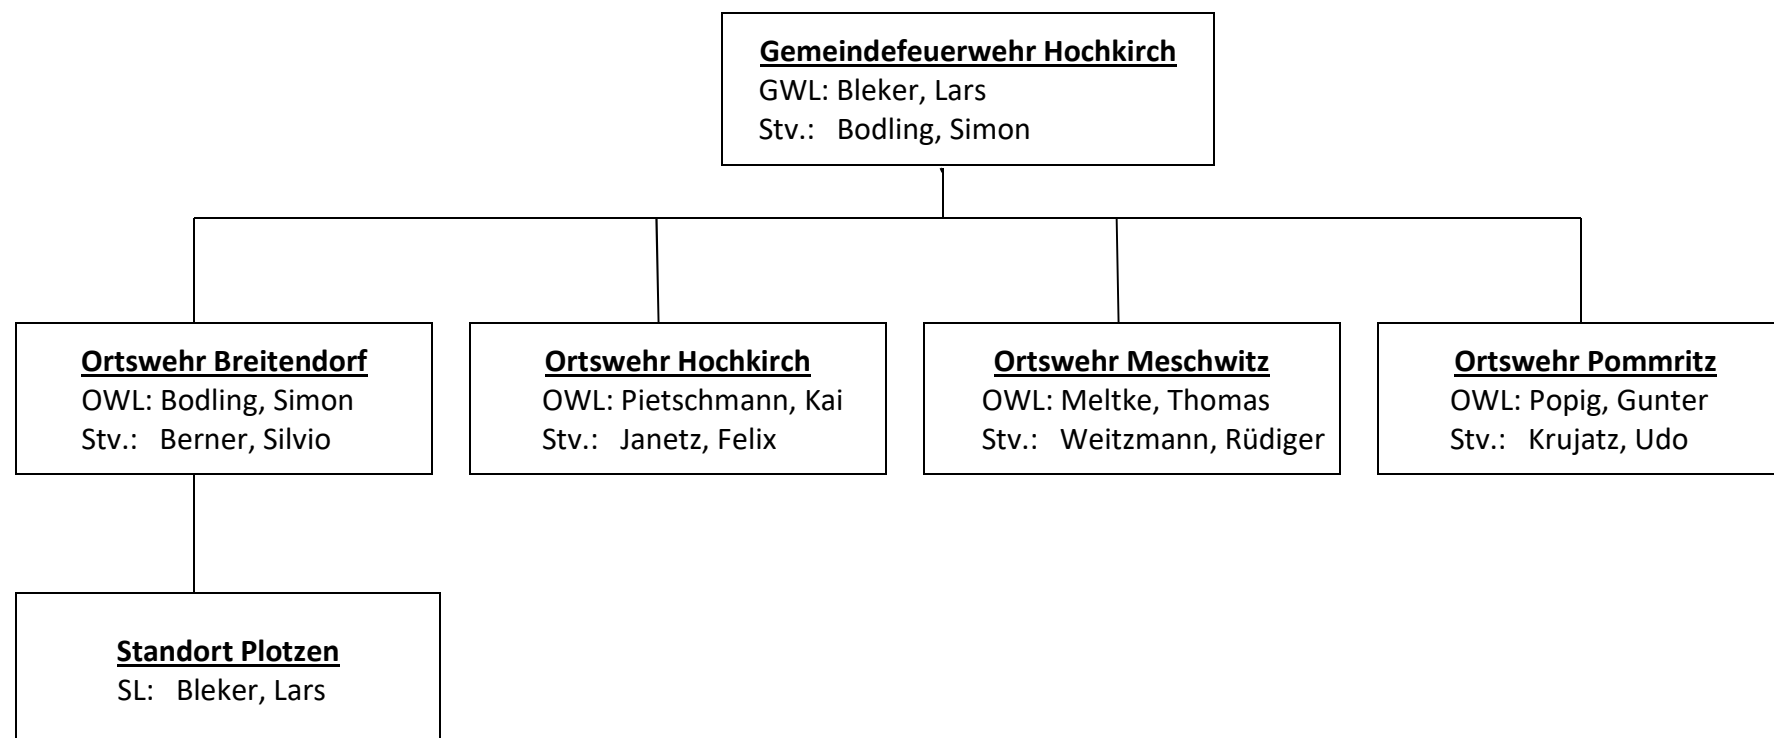 Gemeindefeuerwehr Hochkirch
GWL: Bleker, Lars
Stv.: Bodling, Simon
Ortswehr Breitendorf
OWL: Bodling, Simon
Stv.: Berner, Silvio
Ortswehr Hochkirch
OWL: Pietschmann, Kai
Stv.: Janetz, Felix
Ortswehr Meschwitz
OWL: Meltke, Thomas
Stv.: Weitzmann, Rüdiger
Ortswehr Pommritz
OWL: Popig, Gunter
Stv.: Krujatz, Udo
Standort Plotzen
SL: Bleker, Lars